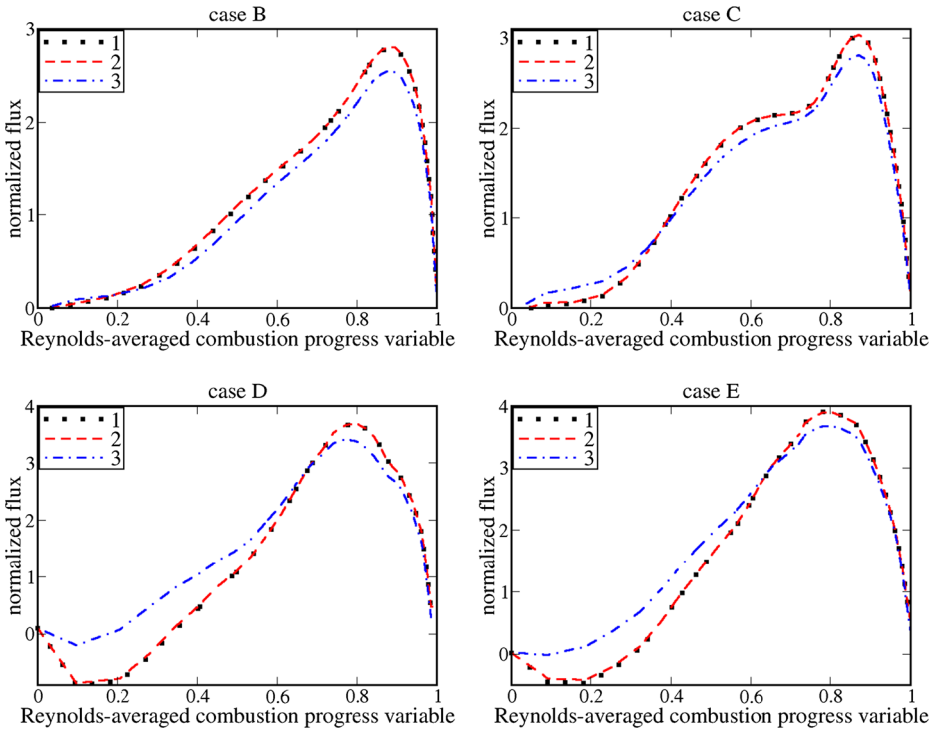 case B
3
2
1
0
normalized flux
1
2
3
0 0.2 0.4 0.6 0.8 1
Reynolds-averaged combustion progress variable
case C
3
2
1
0
normalized flux
1
2
3
0 0.2 0.4 0.6 0.8 1
Reynolds-averaged combustion progress variable
case D
4
3
2
1
0
normalized flux
1
2
3
0 0.2 0.4 0.6 0.8 1
Reynolds-averaged combustion progress variable
case E
4
3
2
1
0
normalized flux
1
2
3
0 0.2 0.4 0.6 0.8 1
Reynolds-averaged combustion progress variable